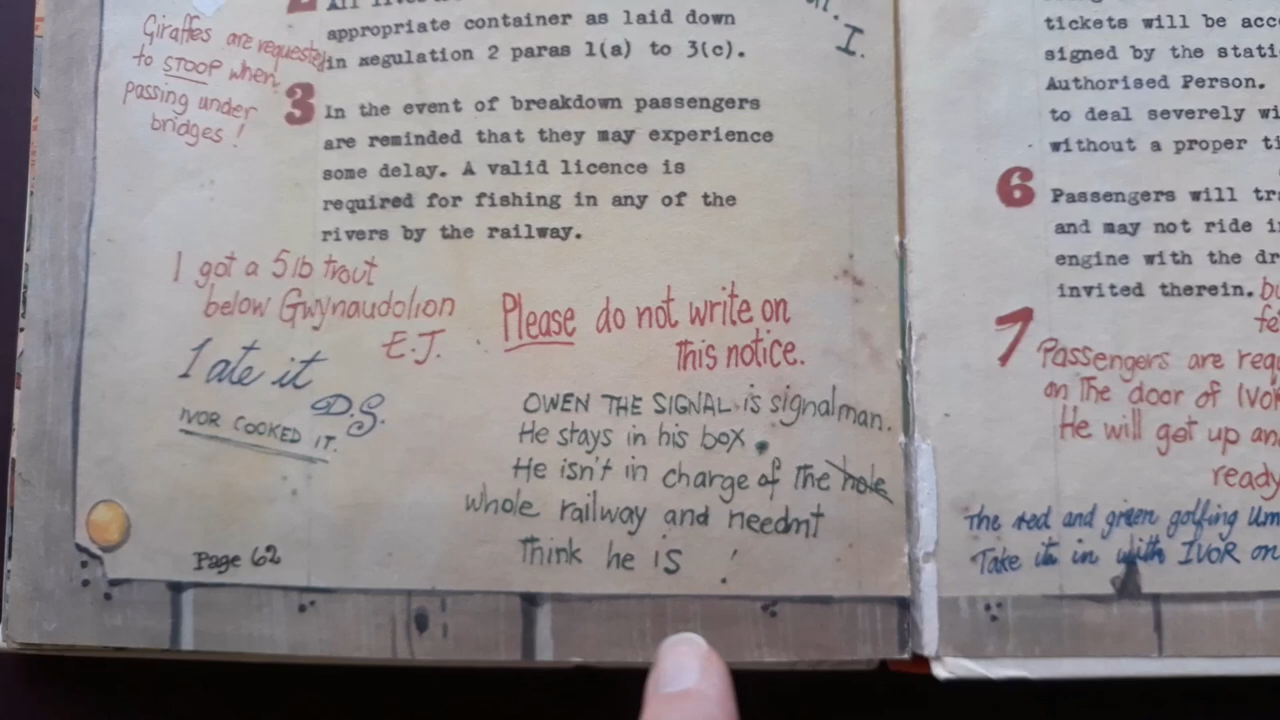 Giraffes are requested
to STOOP when
passing under
bridges!
2
appropriate container as laid down
in regulation 2 paras 1(a) to 3(c).
I.
3 In the event of breakdown passengers
are reminded that they may experience
some delay. A valid licence is
required for fishing in any of the
rivers by the railway.
I got a 5lb trout
below Gwynaudolion
E.J.
I ate it
D.S.
IVOR COOKED IT.
Please do not write on
this notice.
OWEN THE SIGNAL is signalman.
He stays in his box.
He isn't in charge of The hole
whole railway and needn't
Think he is !
Page 62
tickets will be acc
signed by the stati
Authorised Person.
to deal severely wi
without a proper ti
6 Passengers will tr
and may not ride i
engine with the dr
invited therein. bu
fe
7 Passengers are req
on The door of Ivor
He will get up an
ready
The red and green golfing um
Take it in with IVOR on